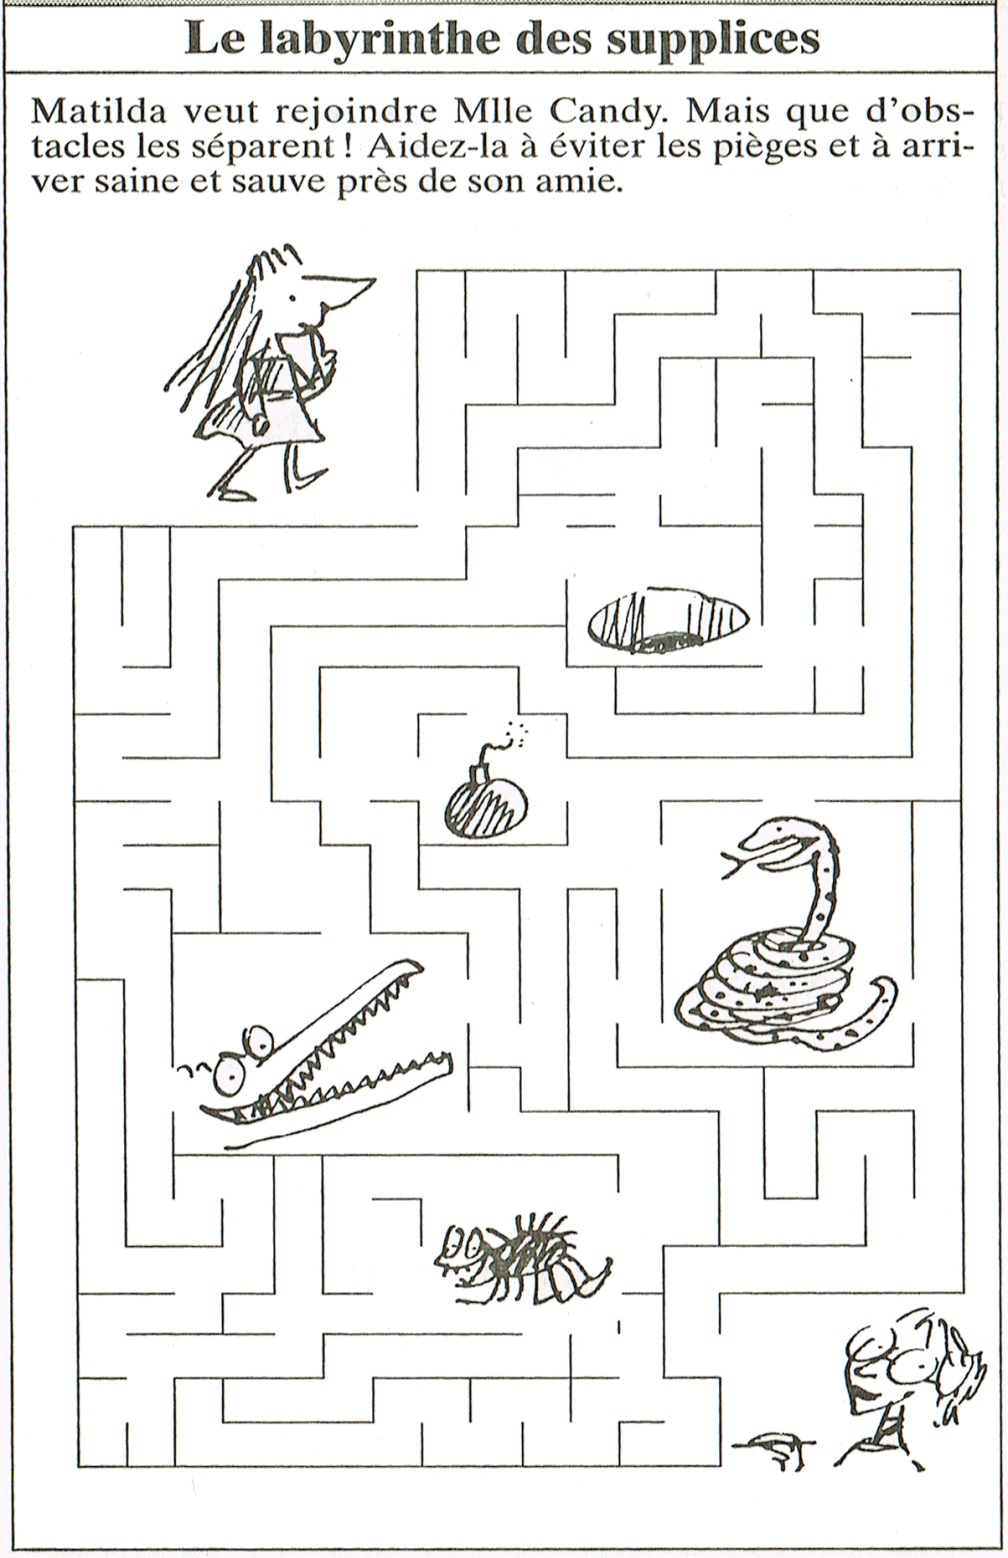 Le labyrinthe des supplices
Matilda veut rejoindre Mlle Candy. Mais que d'obs-
tacles les séparent ! Aidez-la à éviter les pièges et à arri-
ver saine et sauve près de son amie.